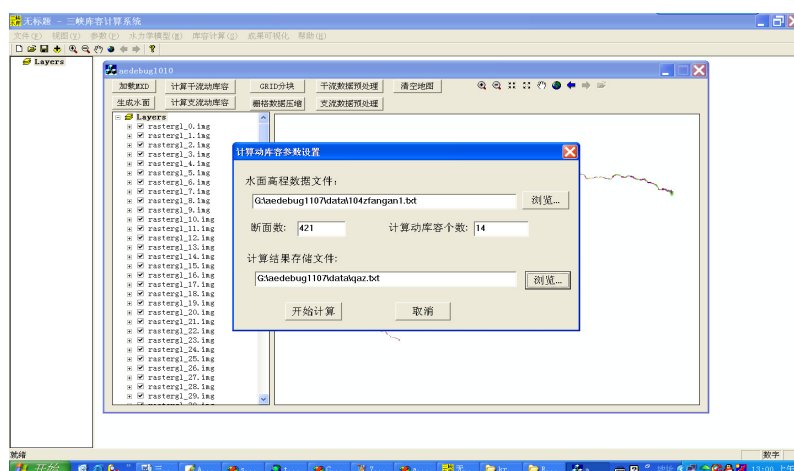 无标题 - 三峡库容计算系统
文件(F) 视图(V) 参数(P) 水力学模型(M) 库容计算(C) 成果可视化 帮助(H)
Layers
aedebug1010
加载MXD 计算干流动库容 GRID分块 干流数据预处理 清空地图
生成水面 计算支流动库容 栅格数据压缩 支流数据预处理
Layers
rastergl_0.img
rastergl_1.img
rastergl_2.img
rastergl_3.img
rastergl_4.img
rastergl_5.img
rastergl_6.img
rastergl_7.img
rastergl_8.img
rastergl_9.img
rastergl_10.img
rastergl_11.img
rastergl_12.img
rastergl_13.img
rastergl_14.img
rastergl_15.img
rastergl_16.img
rastergl_17.img
rastergl_18.img
rastergl_19.img
rastergl_20.img
rastergl_21.img
rastergl_22.img
rastergl_23.img
rastergl_24.img
rastergl_25.img
rastergl_26.img
rastergl_27.img
rastergl_28.img
rastergl_29.img
计算动库容参数设置
水面高程数据文件:
G:\aedebug1107\data\104zfangan1.txt 浏览...
断面数: 421 计算动库容个数: 14
计算结果存储文件:
G:\aedebug1107\data\qaz.txt 浏览...
开始计算 取消
就绪 数字
开始 13:00 上午